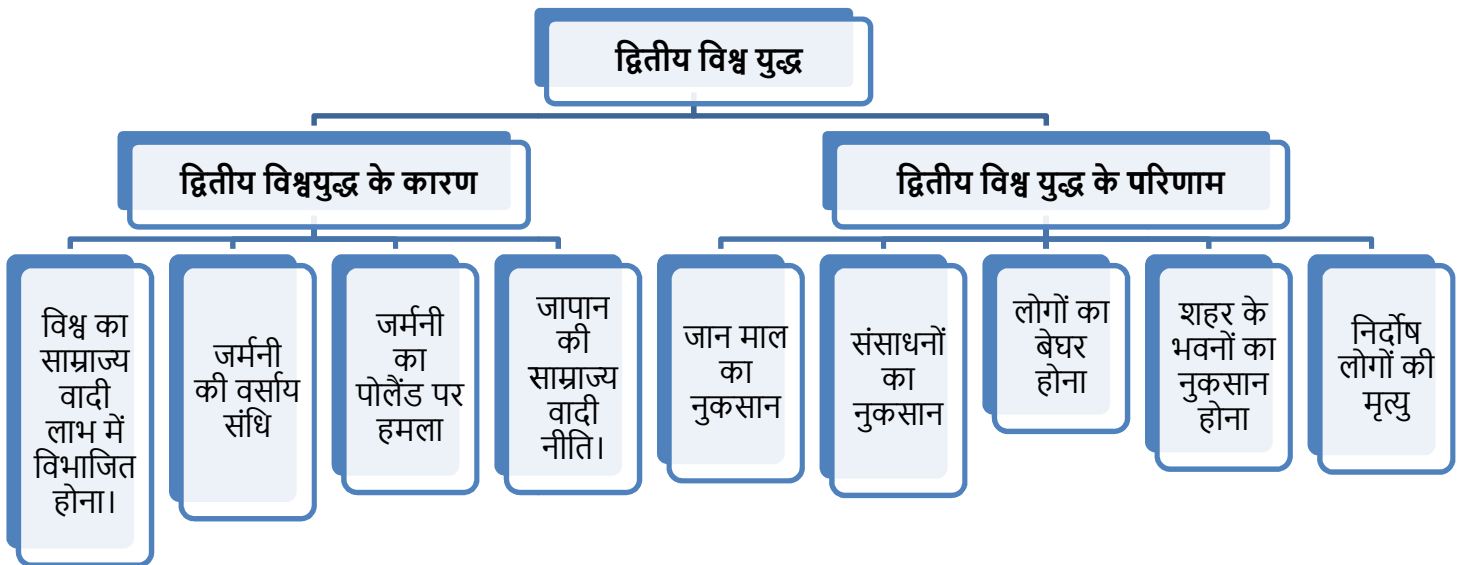 द्वितीय विश्व युद्ध
द्वितीय विश्वयुद्ध के कारण
द्वितीय विश्व युद्ध के परिणाम
विश्व का
साम्राज्य
वादी
लाभ में
विभाजित
होना।
जर्मनी
की वर्साय
संधि
जर्मनी
का
पोलैंड पर
हमला
जापान
की
साम्राज्य
वादी
नीति।
जान माल
का
नुकसान
संसाधनों
का
नुकसान
लोगों का
बेघर
होना
शहर के
भवनों का
नुकसान
होना
निर्दोष
लोगों की
मृत्यु